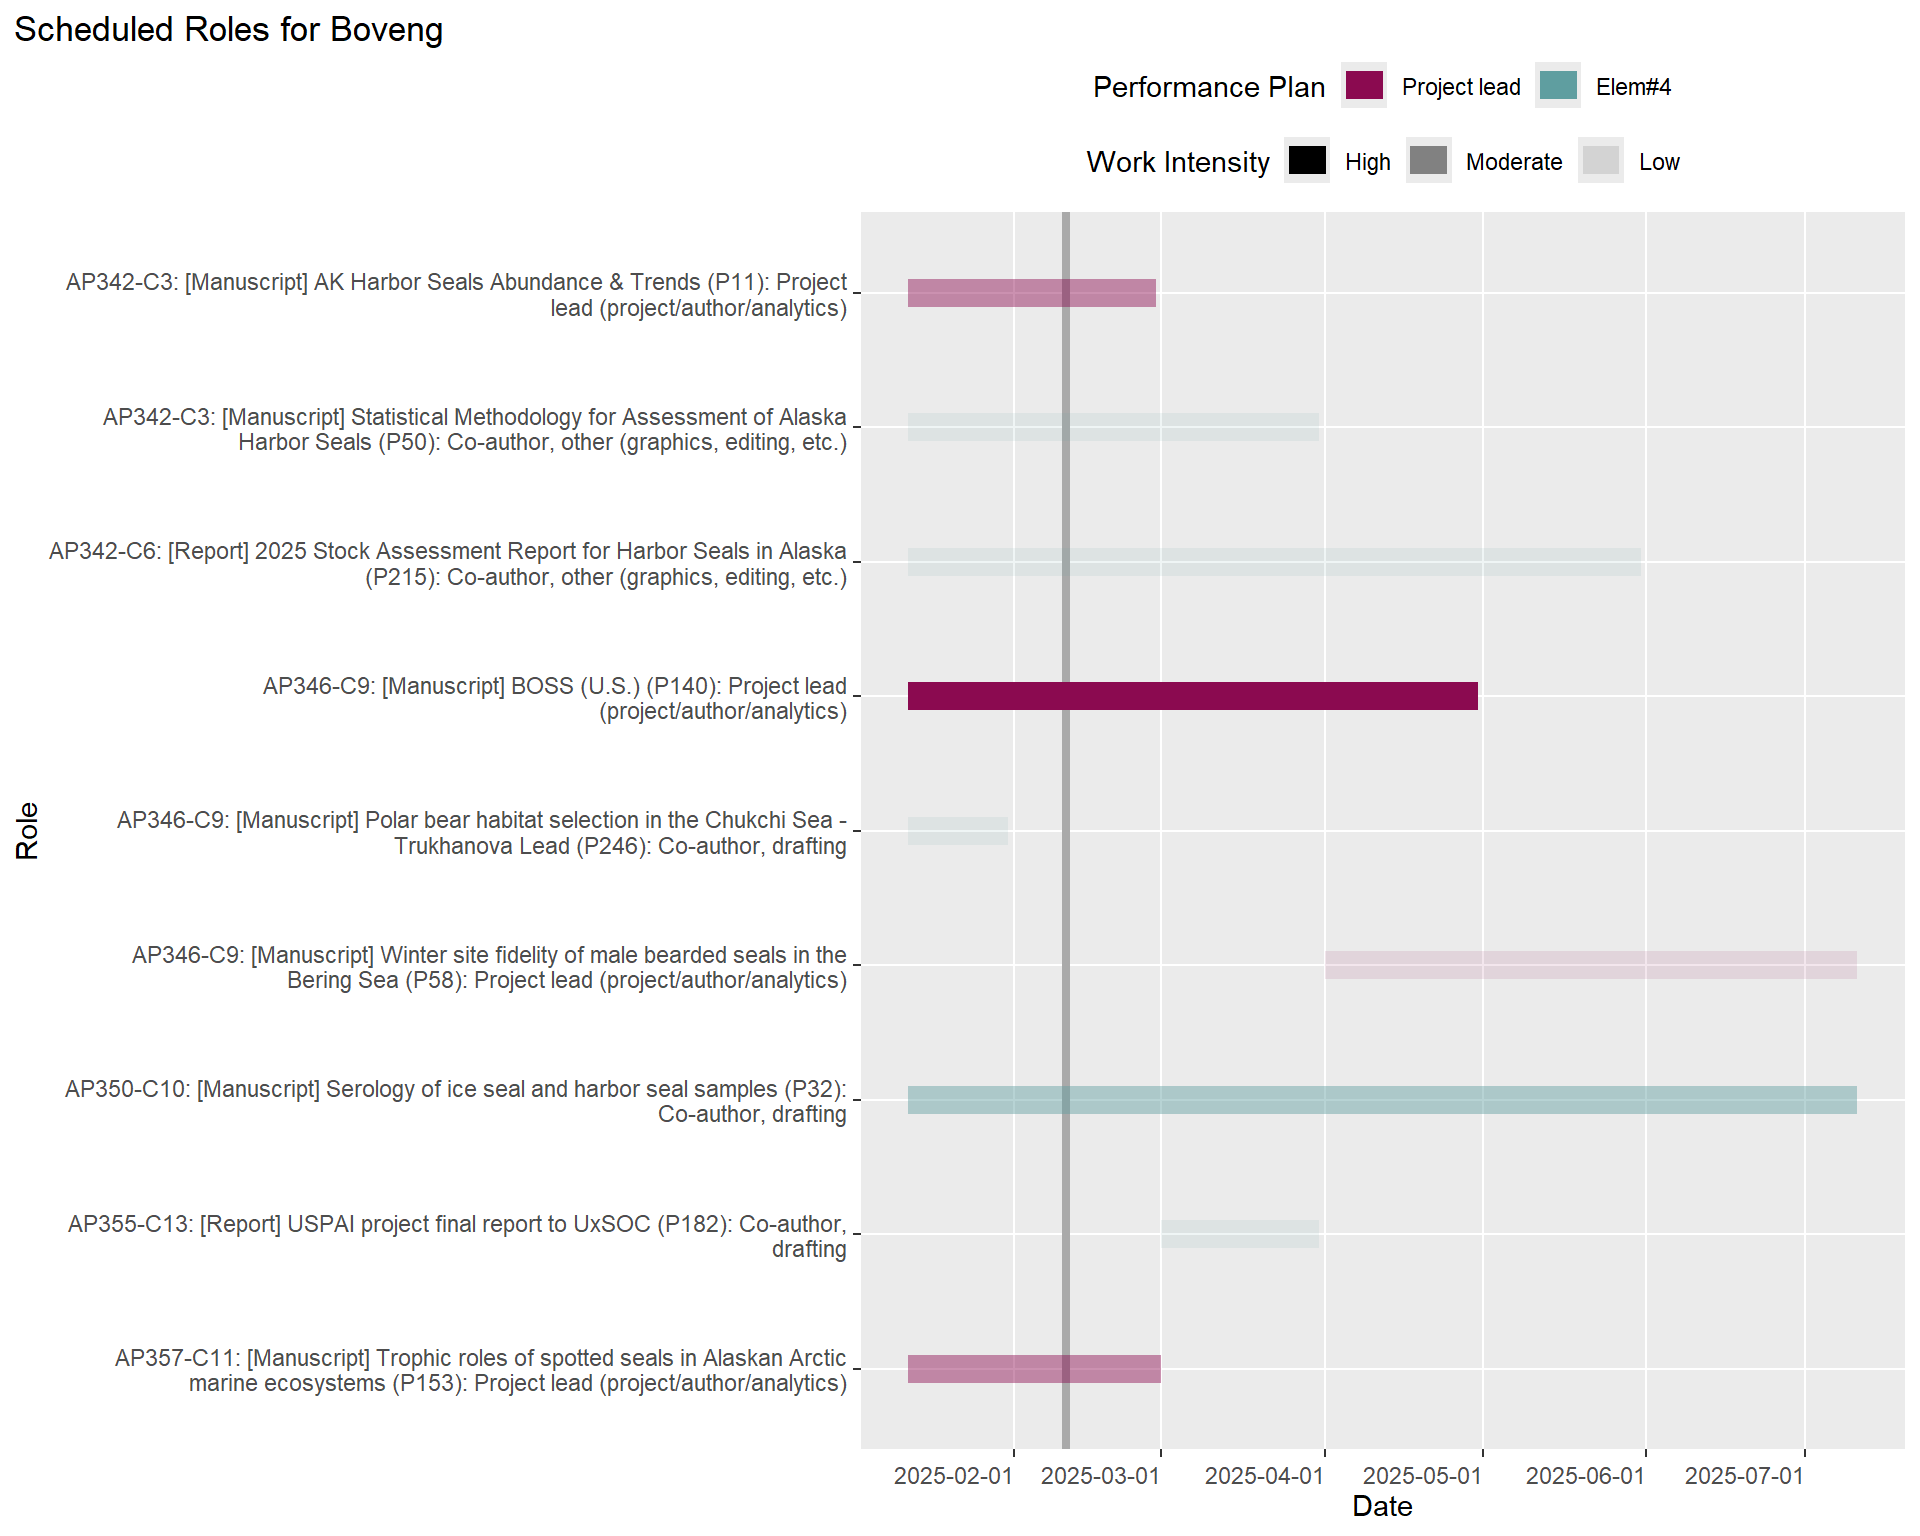 Scheduled Roles for Boveng
Performance Plan Project lead Elem#4
Work Intensity High Moderate Low
AP342-C3: [Manuscript] AK Harbor Seals Abundance & Trends (P11): Project
lead (project/author/analytics)
AP342-C3: [Manuscript] Statistical Methodology for Assessment of Alaska
Harbor Seals (P50): Co-author, other (graphics, editing, etc.)
AP342-C6: [Report] 2025 Stock Assessment Report for Harbor Seals in Alaska
(P215): Co-author, other (graphics, editing, etc.)
AP346-C9: [Manuscript] BOSS (U.S.) (P140): Project lead
(project/author/analytics)
Role
AP346-C9: [Manuscript] Polar bear habitat selection in the Chukchi Sea -
Trukhanova Lead (P246): Co-author, drafting
AP346-C9: [Manuscript] Winter site fidelity of male bearded seals in the
Bering Sea (P58): Project lead (project/author/analytics)
AP350-C10: [Manuscript] Serology of ice seal and harbor seal samples (P32):
Co-author, drafting
AP355-C13: [Report] USPAI project final report to UxSOC (P182): Co-author,
drafting
AP357-C11: [Manuscript] Trophic roles of spotted seals in Alaskan Arctic
marine ecosystems (P153): Project lead (project/author/analytics)
2025-02-01 2025-03-01 2025-04-01 2025-05-01 2025-06-01 2025-07-01
Date